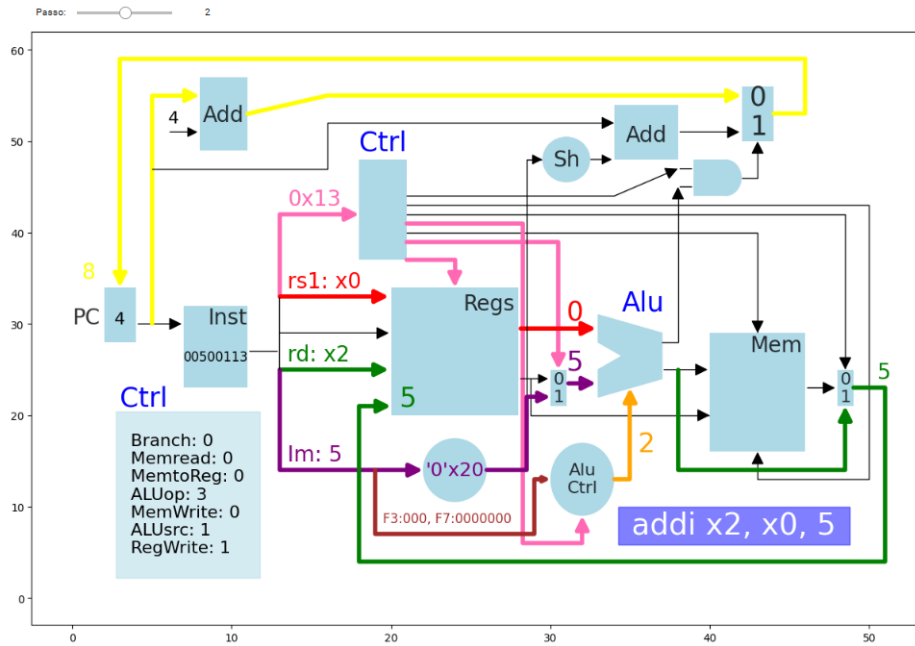 Passo: 2
60
50
40
30
20
10
0
0 10 20 30 40 50
Add
4
0
1
Add
Ctrl
Sh
0x13
8
rs1: x0
Regs
Alu
PC
4
Inst
00500113
0
Mem
rd: x2
5
5
0
1
0
1
5
Ctrl
Branch: 0
Memread: 0
MemtoReg: 0
ALUop: 3
MemWrite: 0
ALUsrc: 1
RegWrite: 1
Im: 5
'0'x20
2
Alu
Ctrl
F3:000, F7:0000000
addi x2, x0, 5